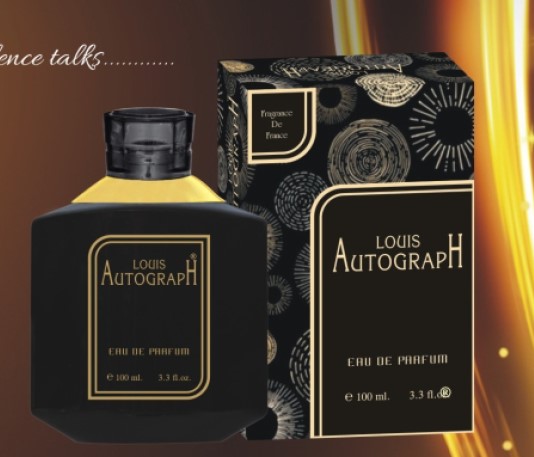 talks............
LOUIS
AUTOGRAPH®
EAU DE PARFUM
℮ 100 ml. 3.3 fl.oz.
Fragrance
De
France
LOUIS
AUTOGRAPH
EAU DE PARFUM
℮ 100 ml. 3.3 fl.®